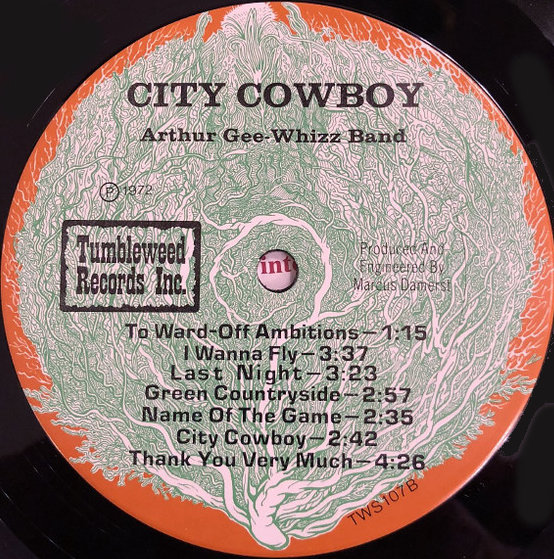 CITY COWBOY
Arthur Gee-Whizz Band
Ⓟ 1972
Tumbleweed
Records Inc.
Produced And
Engineered By
Marcus Damerst
int
To Ward-Off Ambitions—1:15
I Wanna Fly—3:37
Last Night—3:23
Green Countryside—2:57
Name Of The Game—2:35
City Cowboy—2:42
Thank You Very Much—4:26
TWS107B